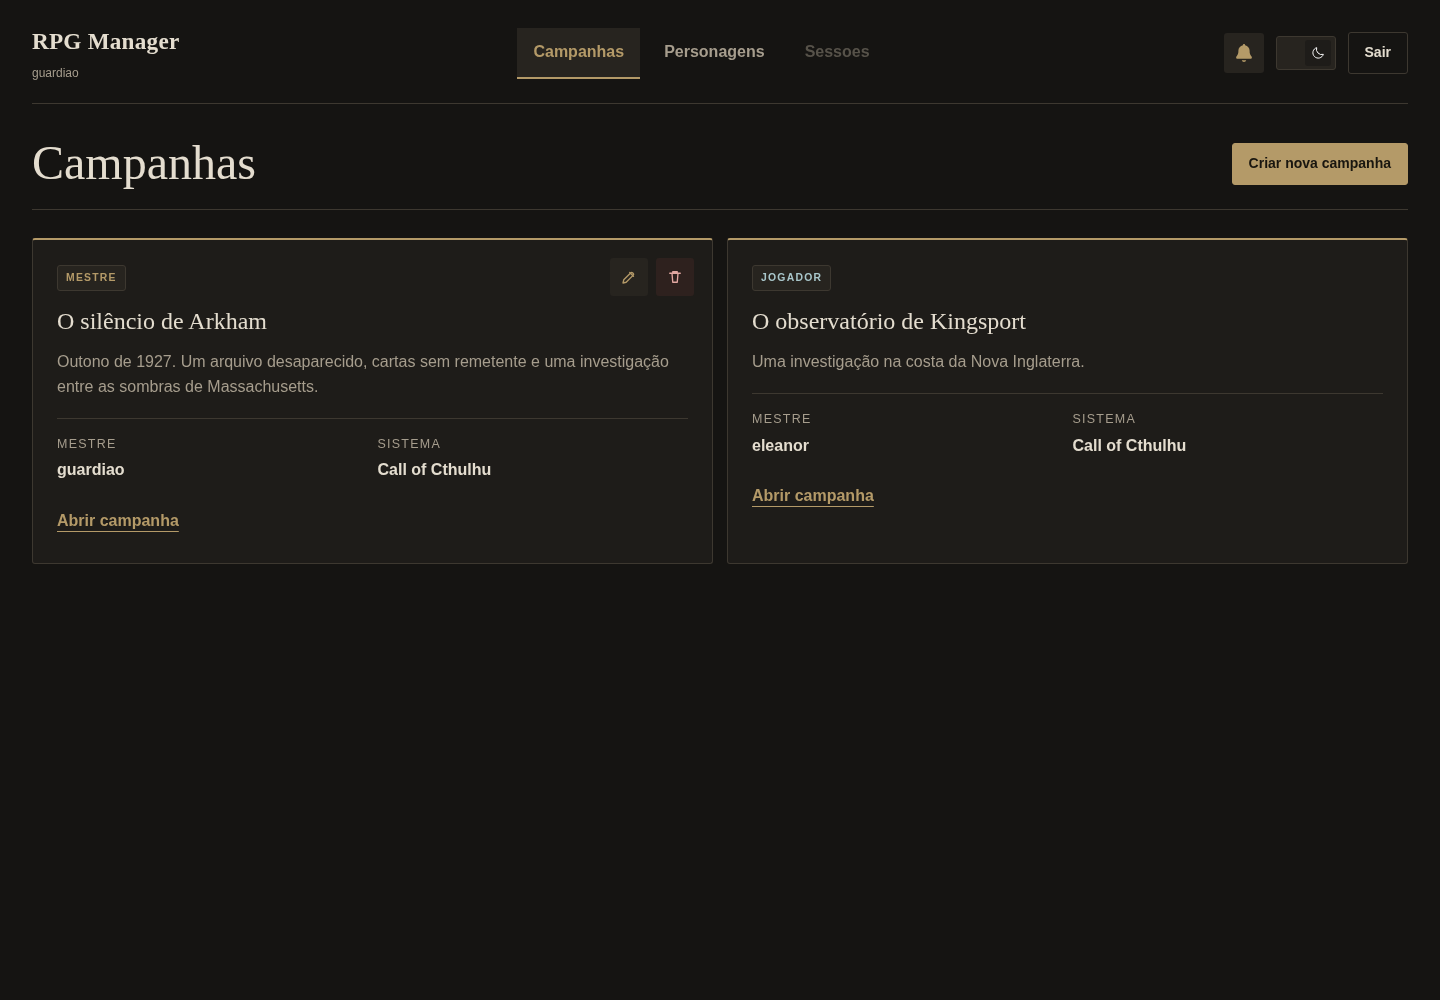 RPG Manager
guardiao
Campanhas
Personagens
Sessoes
Sair
Campanhas
Criar nova campanha
MESTRE
O silêncio de Arkham
Outono de 1927. Um arquivo desaparecido, cartas sem remetente e uma investigação
entre as sombras de Massachusetts.
MESTRE
SISTEMA
guardiao
Call of Cthulhu
Abrir campanha
JOGADOR
O observatório de Kingsport
Uma investigação na costa da Nova Inglaterra.
MESTRE
SISTEMA
eleanor
Call of Cthulhu
Abrir campanha